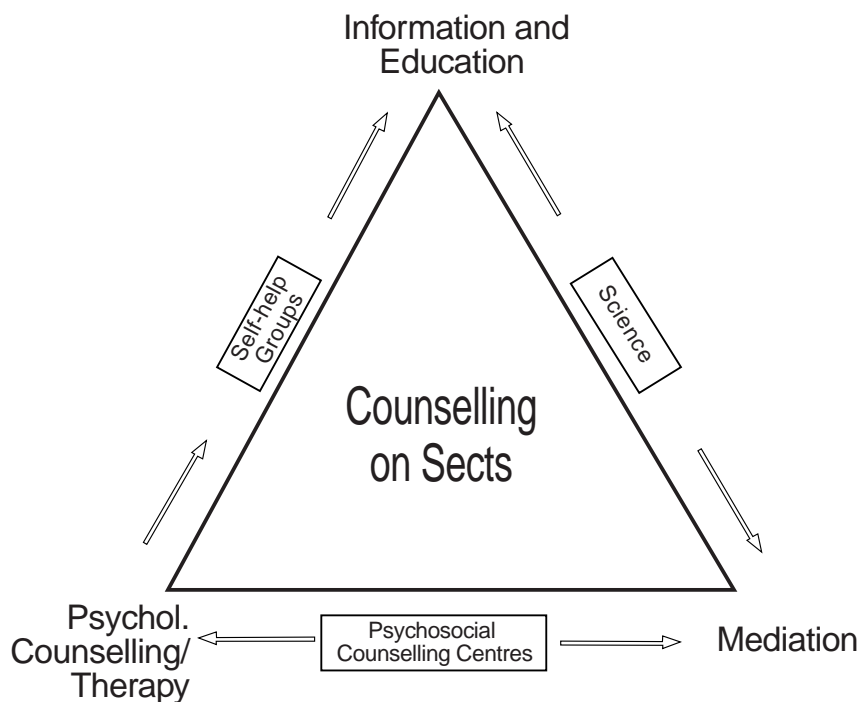 Information and
Education
Self-help
Groups
Science
Counselling
on Sects
Psychol.
Counselling/
Therapy
Psychosocial
Counselling Centres
Mediation